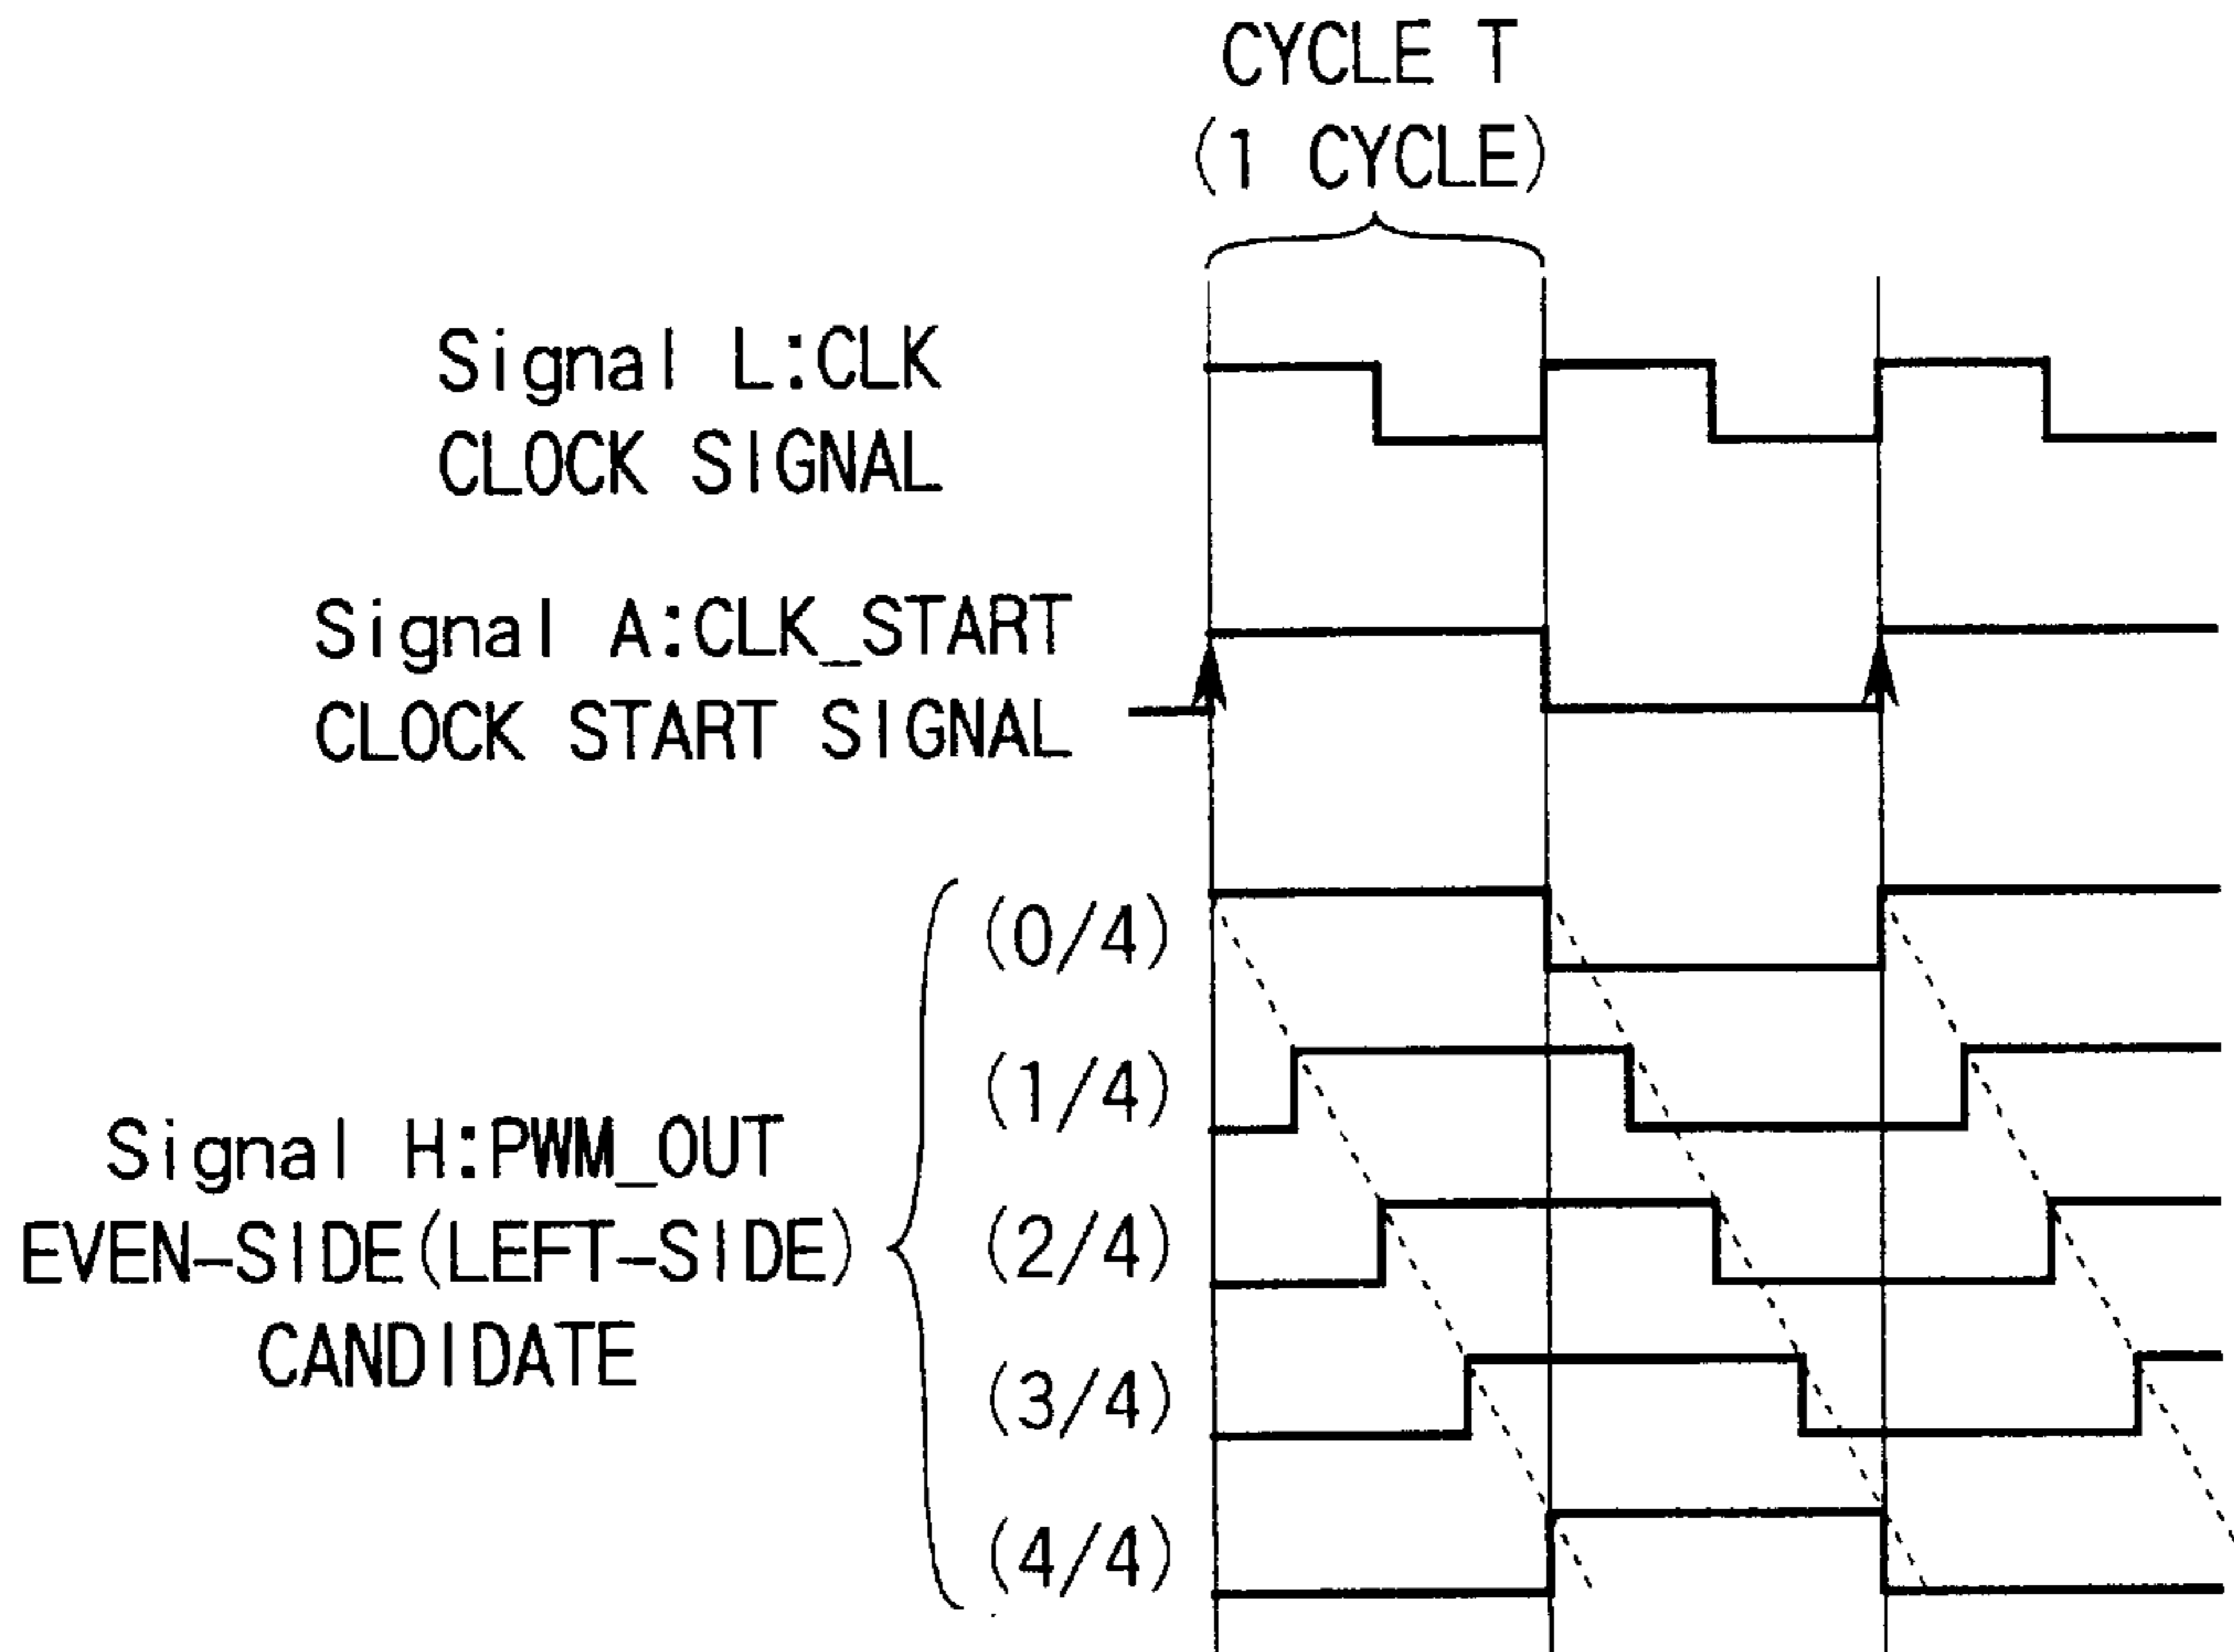 CYCLE T
(1 CYCLE)
Signal L:CLK
CLOCK SIGNAL
Signal A:CLK_START
CLOCK START SIGNAL
(0/4)
(1/4)
Signal H:PWM_OUT
EVEN-SIDE(LEFT-SIDE)
CANDIDATE
(2/4)
(3/4)
(4/4)